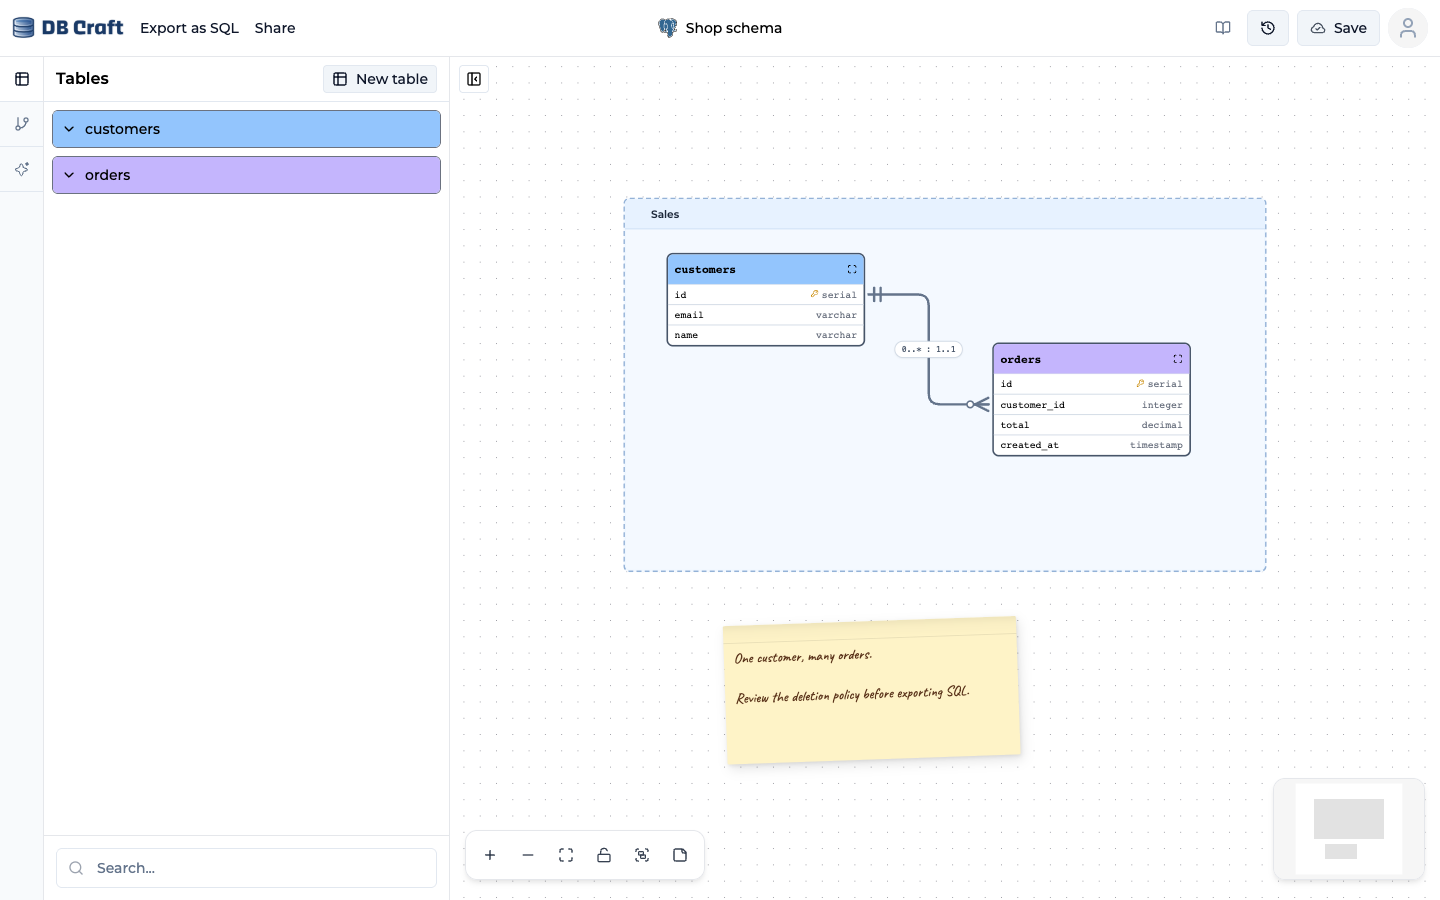 DB Craft
Export as SQL
Share
Shop schema
Save
Tables
New table
customers
orders
Search...
Sales
customers
id serial
email varchar
name varchar
0..* : 1..1
orders
id serial
customer_id integer
total decimal
created_at timestamp
One customer, many orders.
Review the deletion policy before exporting SQL.